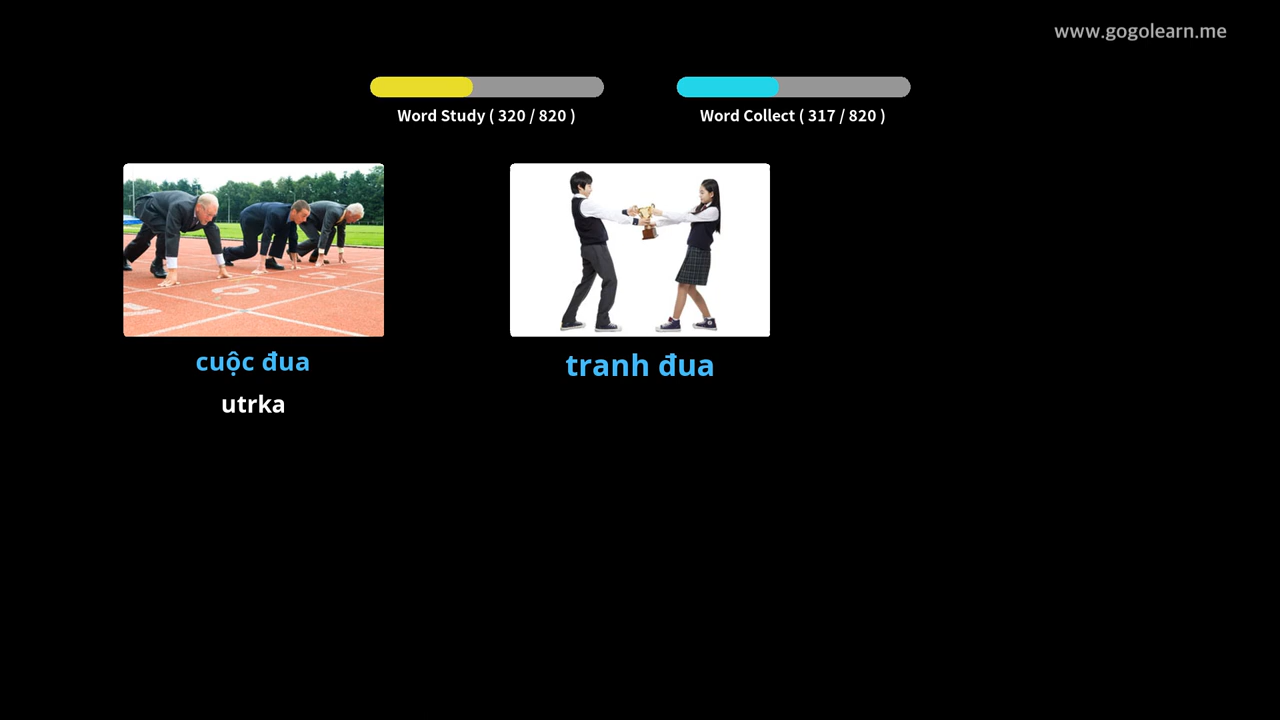 www.gogolearn.me
Word Study ( 320 / 820 )
Word Collect ( 317 / 820 )
cuộc đua
utrka
tranh đua